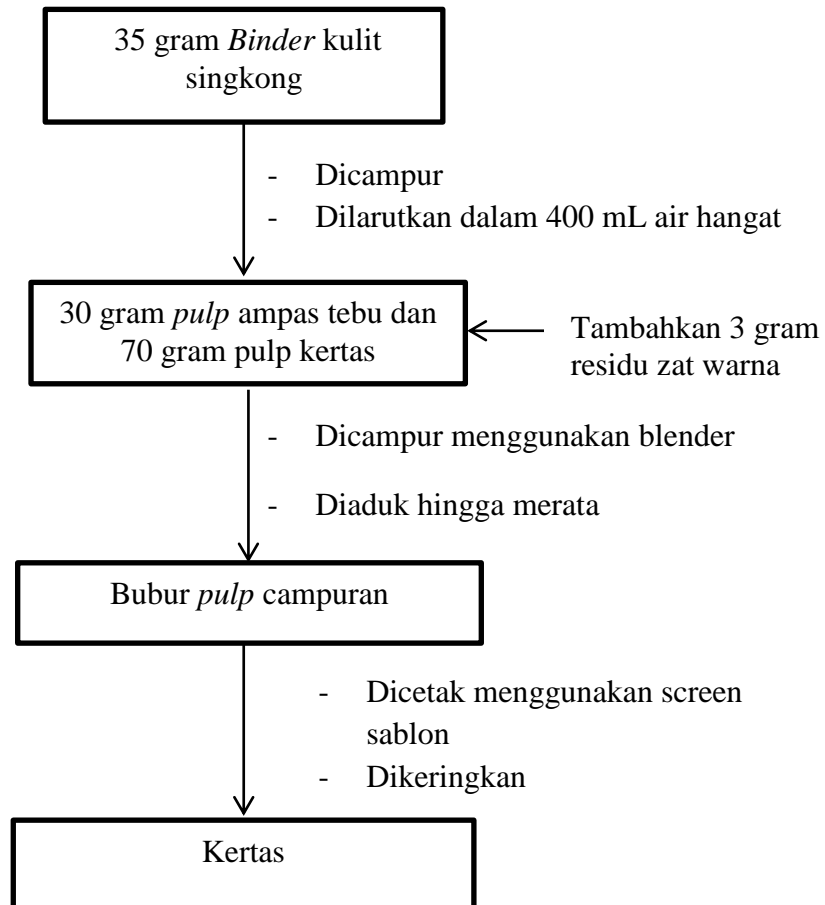 35 gram Binder kulit
singkong
- Dicampur
- Dilarutkan dalam 400 mL air hangat
30 gram pulp ampas tebu dan
70 gram pulp kertas
Tambahkan 3 gram
residu zat warna
- Dicampur menggunakan blender
- Diaduk hingga merata
Bubur pulp campuran
- Dicetak menggunakan screen
sablon
- Dikeringkan
Kertas